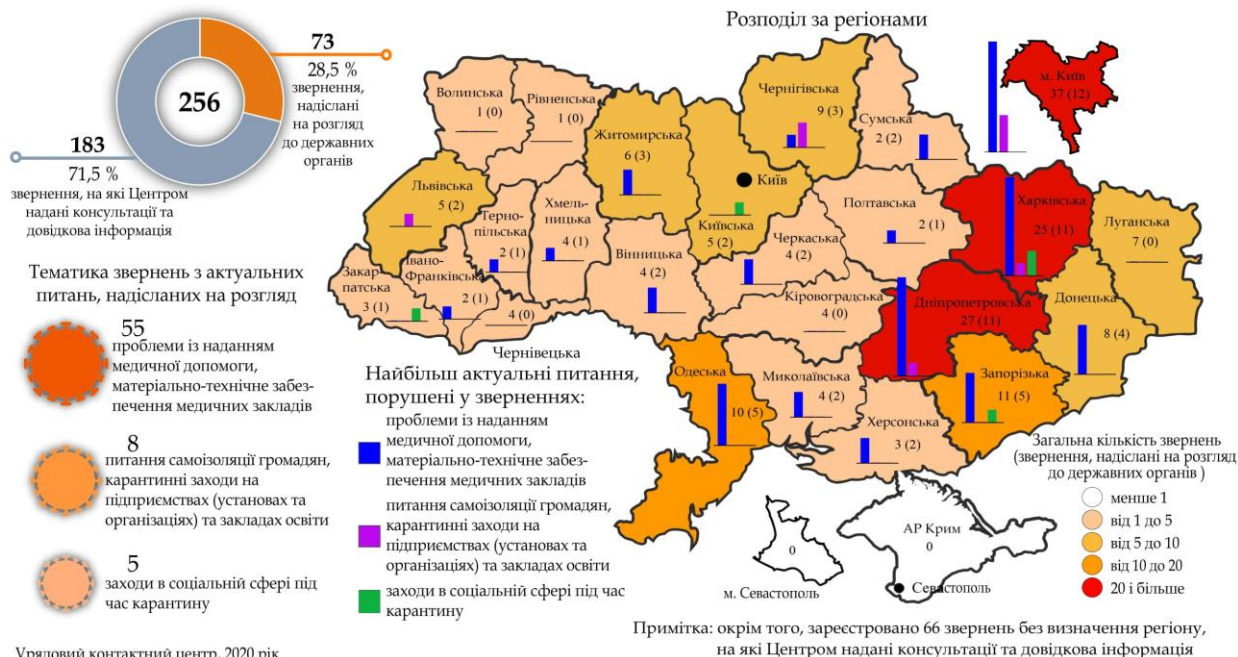 256
73
28,5 %
звернення,
надіслані
на розгляд
до державних
органів
183
71,5 %
звернення, на які Центром
надані консультації та
довідкова інформація
Тематика звернень з актуальних
питань, надісланих на розгляд
55
проблеми із наданням
медичної допомоги,
матеріально-технічне забез-
печення медичних закладів
8
питання самоізоляції громадян,
карантинні заходи на
підприємствах (установах та
організаціях) та закладах освіти
5
заходи в соціальній сфері під
час карантину
Урядовий контактний центр, 2020 рік
Розподіл за регіонами
Волинська
1 (0)
Рівненська
1 (0)
Житомирська
6 (3)
Чернігівська
9 (3)
Сумська
2 (2)
м. Київ
37 (12)
Київ
Київська
5 (2)
Львівська
5 (2)
Терно-
пільська
2 (1)
Хмель-
ницька
4 (1)
Вінницька
4 (2)
Черкаська
4 (2)
Полтавська
2 (1)
Харківська
25 (11)
Луганська
7 (0)
Закар-
патська
3 (1)
Івано-
Франківська
2 (1)
4 (0)
Чернівецька
Кіровоградська
4 (0)
Дніпропетровська
27 (11)
Донецька
8 (4)
Одеська
10 (5)
Миколаївська
4 (2)
Херсонська
3 (2)
Запорізька
11 (5)
0
м. Севастополь
АР Крим
0
Севастополь
Найбільш актуальні питання,
порушені у зверненнях:
проблеми із наданням
медичної допомоги,
матеріально-технічне забез-
печення медичних закладів
питання самоізоляції громадян,
карантинні заходи на
підприємствах (установах та
організаціях) та закладах освіти
заходи в соціальній сфері під час
карантину
Загальна кількість звернень
(звернення, надіслані на розгляд
до державних органів )
менше 1
від 1 до 5
від 5 до 10
від 10 до 20
20 і більше
Примітка: окрім того, зареєстровано 66 звернень без визначення регіону,
на які Центром надані консультації та довідкова інформація